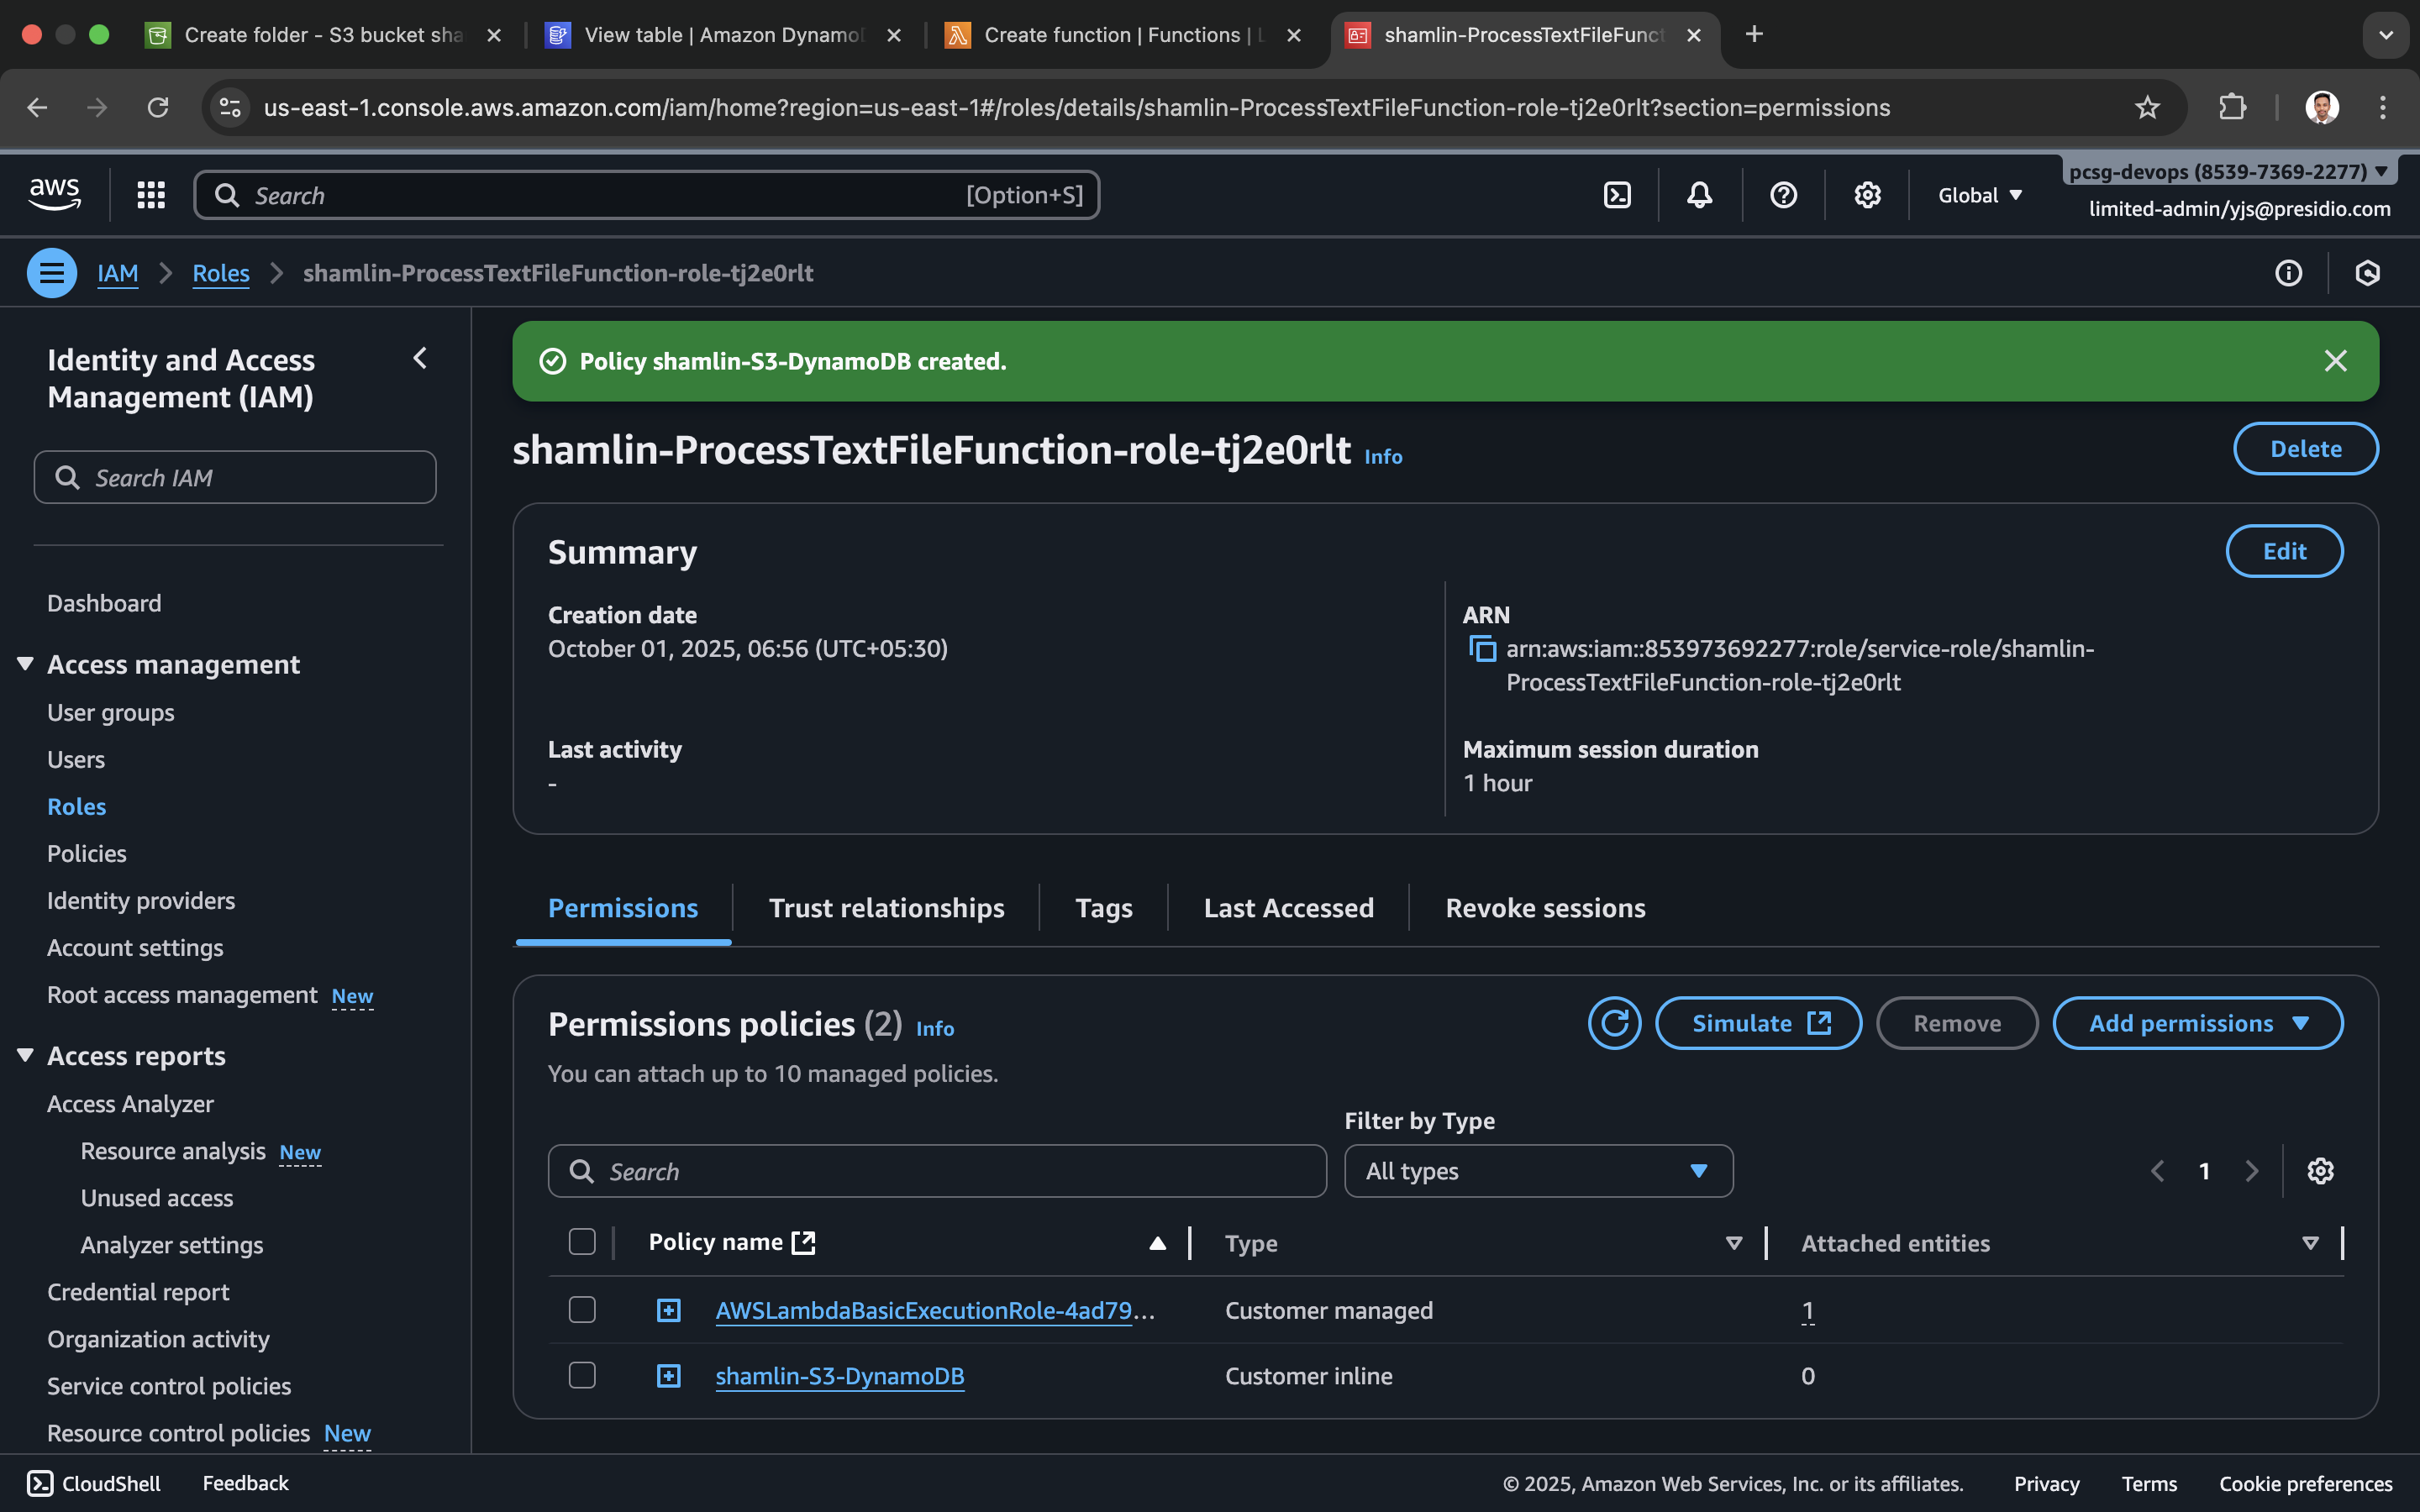 Create folder - S3 bucket sha
View table | Amazon Dynamo
Create function | Functions |
shamlin-ProcessTextFileFunct
us-east-1.console.aws.amazon.com/iam/home?region=us-east-1#/roles/details/shamlin-ProcessTextFileFunction-role-tj2e0rlt?section=permissions
aws
Search
[Option+S]
Global
pcsg-devops (8539-7369-2277)
limited-admin/yjs@presidio.com
IAM
Roles
shamlin-ProcessTextFileFunction-role-tj2e0rlt
Identity and Access
Management (IAM)
Search IAM
Dashboard
Access management
User groups
Users
Roles
Policies
Identity providers
Account settings
Root access management New
Access reports
Access Analyzer
Resource analysis New
Unused access
Analyzer settings
Credential report
Organization activity
Service control policies
Resource control policies New
Policy shamlin-S3-DynamoDB created.
shamlin-ProcessTextFileFunction-role-tj2e0rlt Info
Delete
Summary
Edit
Creation date
October 01, 2025, 06:56 (UTC+05:30)
ARN
arn:aws:iam::853973692277:role/service-role/shamlin-
ProcessTextFileFunction-role-tj2e0rlt
Last activity
-
Maximum session duration
1 hour
Permissions
Trust relationships
Tags
Last Accessed
Revoke sessions
Permissions policies (2) Info
Simulate
Remove
Add permissions
You can attach up to 10 managed policies.
Filter by Type
Search
All types
1
Policy name
Type
Attached entities
AWSLambdaBasicExecutionRole-4ad79...
Customer managed
1
shamlin-S3-DynamoDB
Customer inline
0
CloudShell
Feedback
© 2025, Amazon Web Services, Inc. or its affiliates.
Privacy
Terms
Cookie preferences